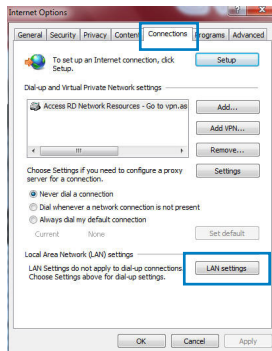 Internet Options
General Security Privacy Content Connections Programs Advanced
To set up an Internet connection, click
Setup.
Setup
Dial-up and Virtual Private Network settings
Access RD Network Resources - Go to vpn.as
Add...
Add VPN...
Remove...
Choose Settings if you need to configure a proxy
server for a connection.
Settings
Never dial a connection
Dial whenever a network connection is not present
Always dial my default connection
Current None
Set default
Local Area Network (LAN) settings
LAN Settings do not apply to dial-up connections.
Choose Settings above for dial-up settings.
LAN settings
OK Cancel Apply